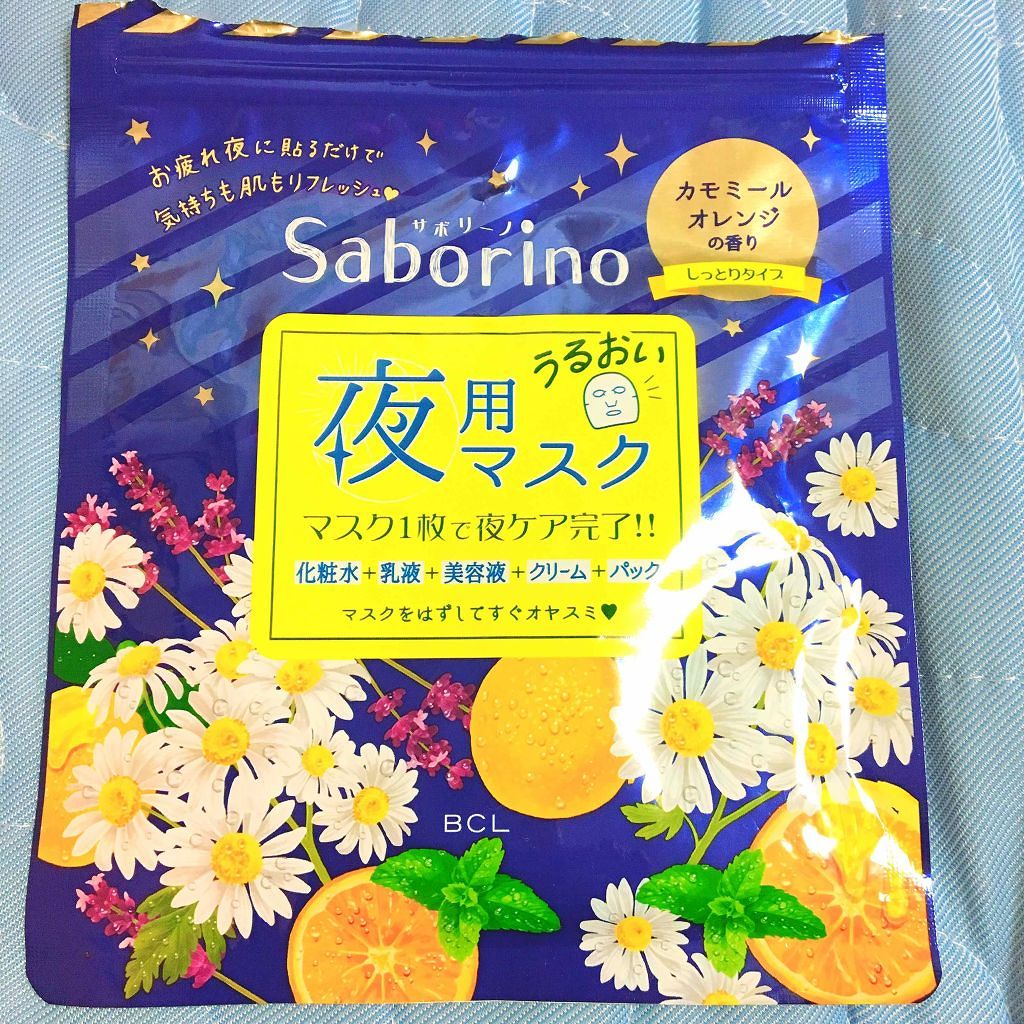 お疲れ夜に貼るだけで
気持ちも肌もリフレッシュ♥
サボリーノ
Saborino
カモミール
オレンジ
の香り
しっとりタイプ
うるおい
夜用
マスク
マスク1枚で夜ケア完了!!
化粧水+乳液+美容液+クリーム+パック
マスクをはずしてすぐオヤスミ♥
BCL